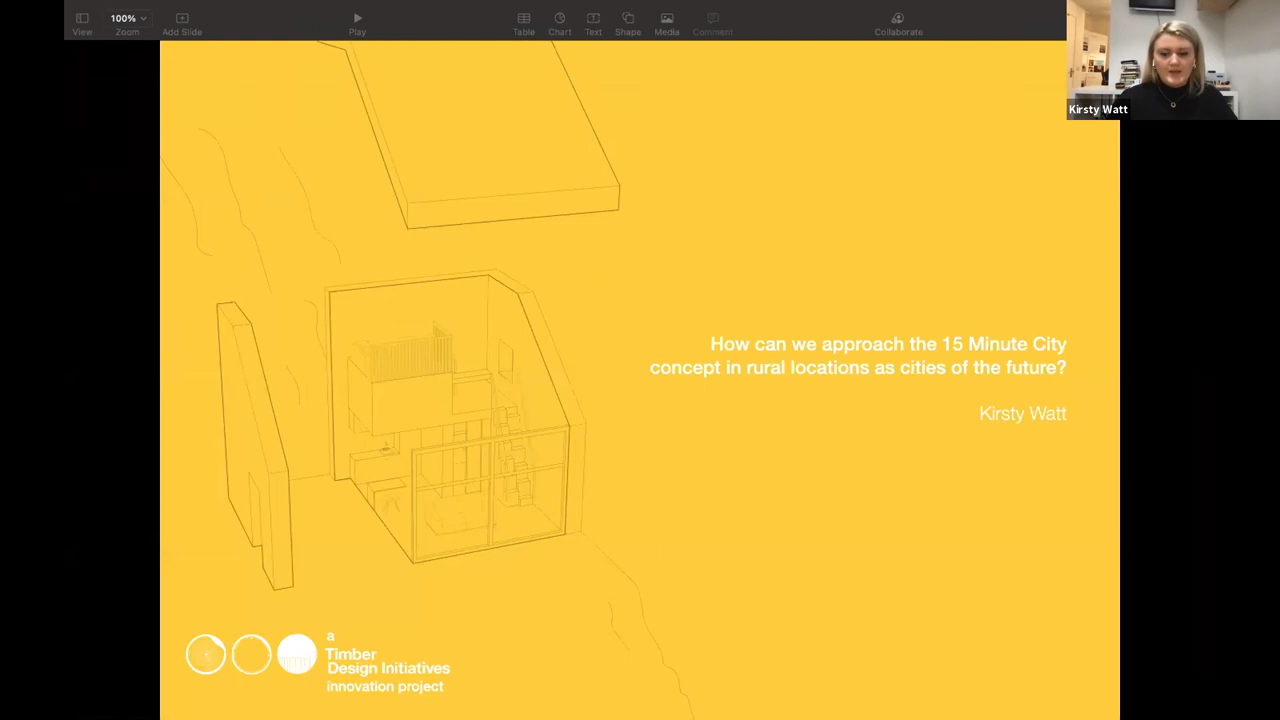 100%
View
Zoom
Add Slide
Play
Table
Chart
Text
Shape
Media
Comment
Collaborate
Kirsty Watt
How can we approach the 15 Minute City
concept in rural locations as cities of the future?
Kirsty Watt
a
Timber
Design Initiatives
innovation project